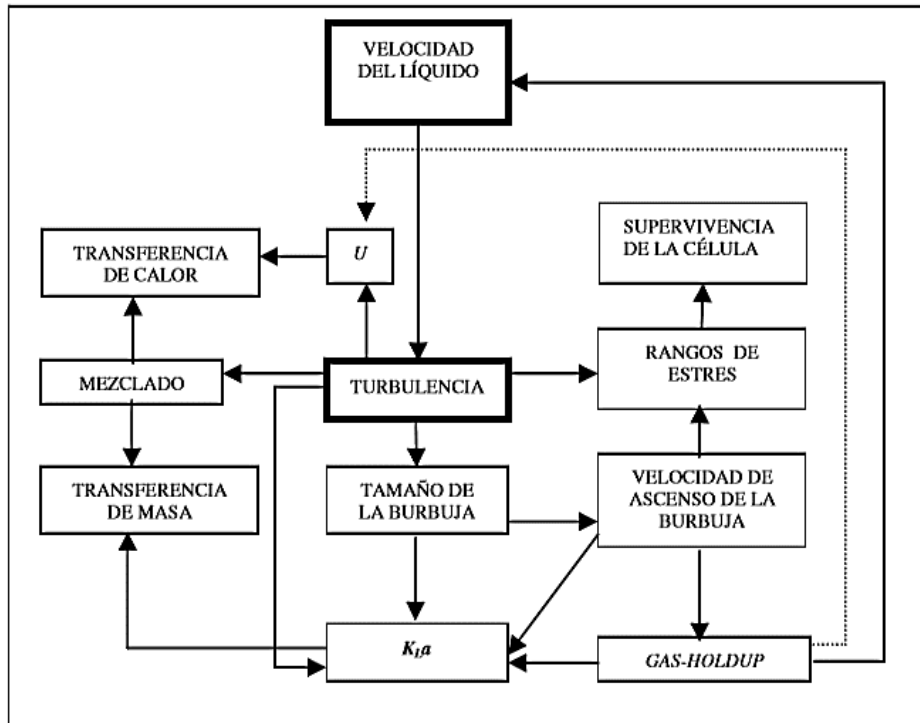 VELOCIDAD
DEL LÍQUIDO
SUPERVIVENCIA
DE LA CÉLULA
TRANSFERENCIA
DE CALOR
U
RANGOS DE
ESTRES
MEZCLADO
TURBULENCIA
TRANSFERENCIA
DE MASA
TAMAÑO DE
LA BURBUJA
VELOCIDAD DE
ASCENSO DE LA
BURBUJA
KLa
GAS-HOLDUP